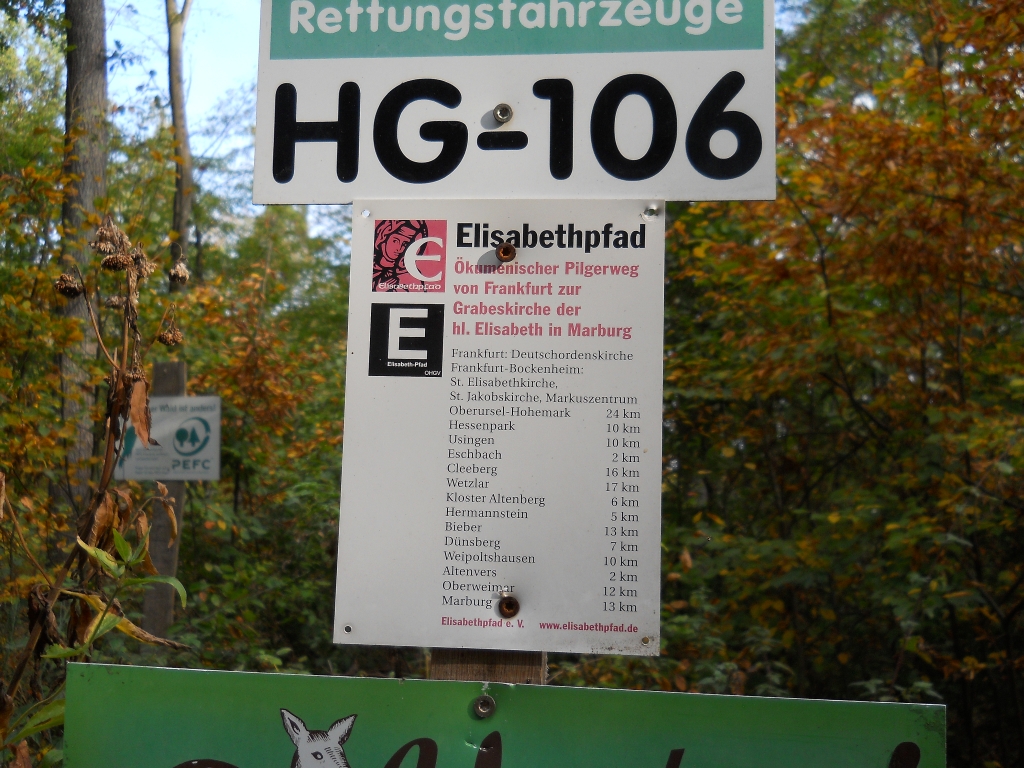 Rettungsfahrzeuge
HG-106
Elisabethpfad
Ökumenischer Pilgerweg
von Frankfurt zur
Grabeskirche der
hl. Elisabeth in Marburg
Elisabethpfad
E
Elisabeth-Pfad
OHGV
Frankfurt: Deutschordenskirche
Frankfurt-Bockenheim:
St. Elisabethkirche,
St. Jakobskirche, Markuszentrum
Oberursel-Hohemark 24 km
Hessenpark 10 km
Usingen 10 km
Eschbach 2 km
Cleeberg 16 km
Wetzlar 17 km
Kloster Altenberg 6 km
Hermannstein 5 km
Bieber 13 km
Dünsberg 7 km
Weipoltshausen 10 km
Altenvers 2 km
Oberweimar 12 km
Marburg 13 km
Elisabethpfad e. V. www.elisabethpfad.de
Wald ist anders!
PEFC